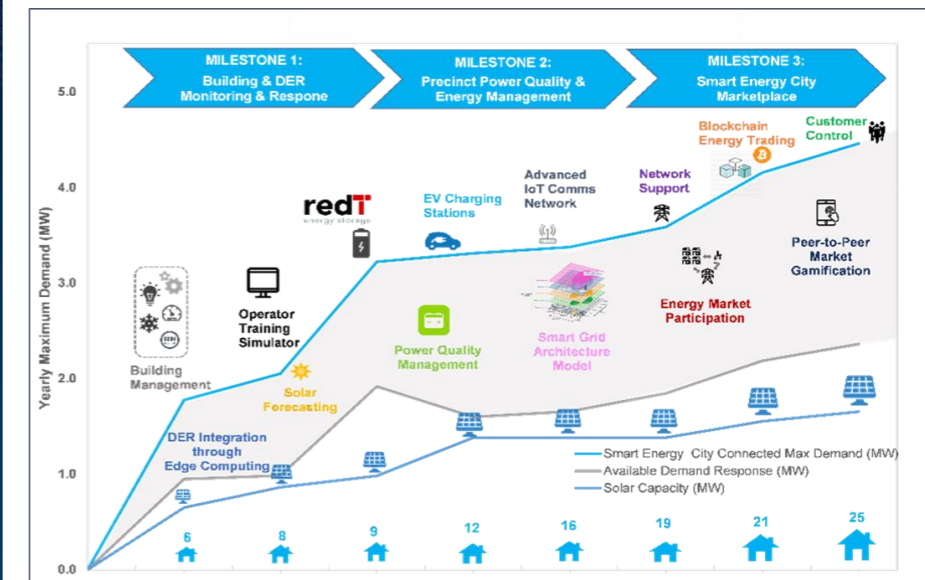 MILESTONE 1:
Building & DER
Monitoring & Respone
MILESTONE 2:
Precinct Power Quality &
Energy Management
MILESTONE 3:
Smart Energy City
Marketplace
Yearly Maximum Demand (MW)
5.0
4.0
3.0
2.0
1.0
0.0
Building
Management
Operator
Training
Simulator
redT
energy storage
Solar
Forecasting
DER Integration
through
Edge Computing
EV Charging
Stations
Power Quality
Management
Advanced
IoT Comms
Network
Smart Grid
Architecture
Model
Network
Support
Energy Market
Participation
Blockchain
Energy Trading
Customer
Control
Peer-to-Peer
Market
Gamification
Smart Energy City Connected Max Demand (MW)
Available Demand Response (MW)
Solar Capacity (MW)
6
8
9
12
16
19
21
25